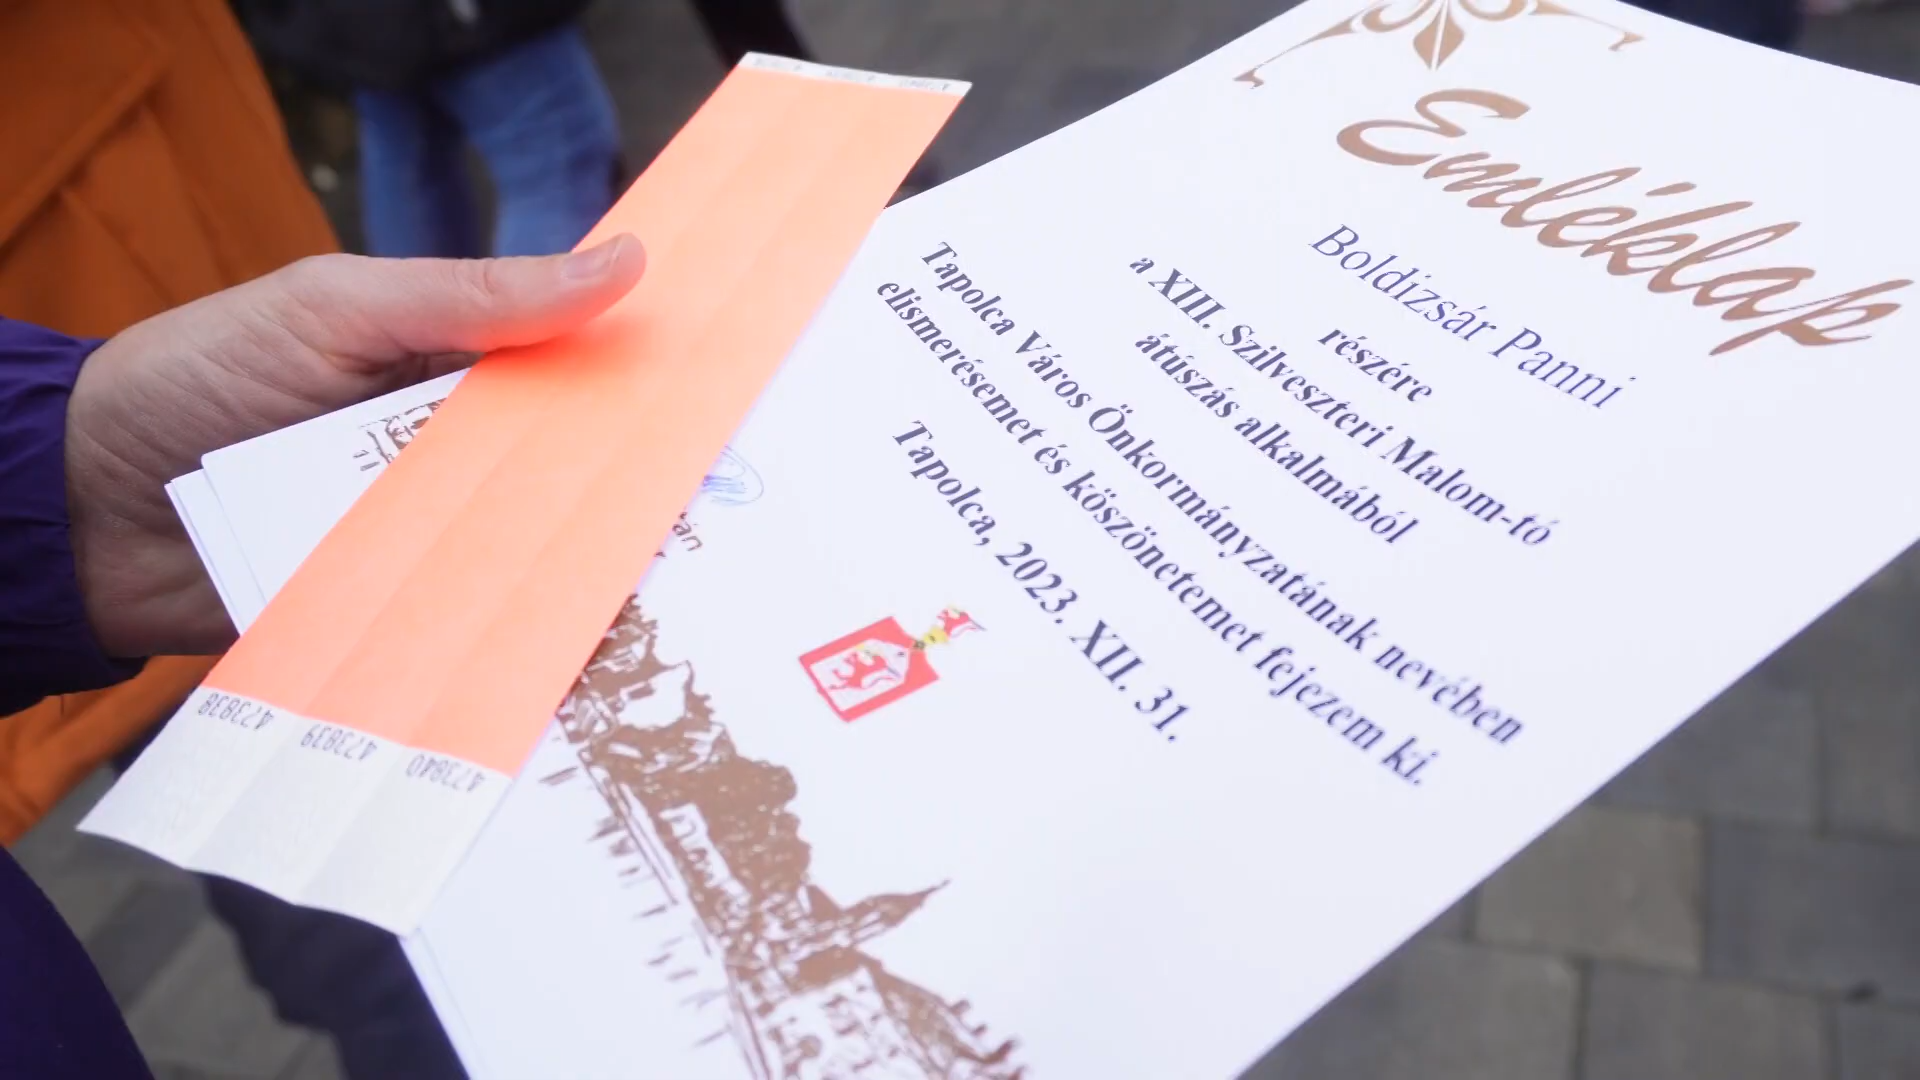 Emléklap
Boldizsár Panni
részére
a XIII. Szilveszteri Malom-tó
átúszás alkalmából
Tapolca Város Önkormányzatának nevében
elismerésemet és köszönetemet fejezem ki.
Tapolca, 2023. XII. 31.
473838
473839
473840